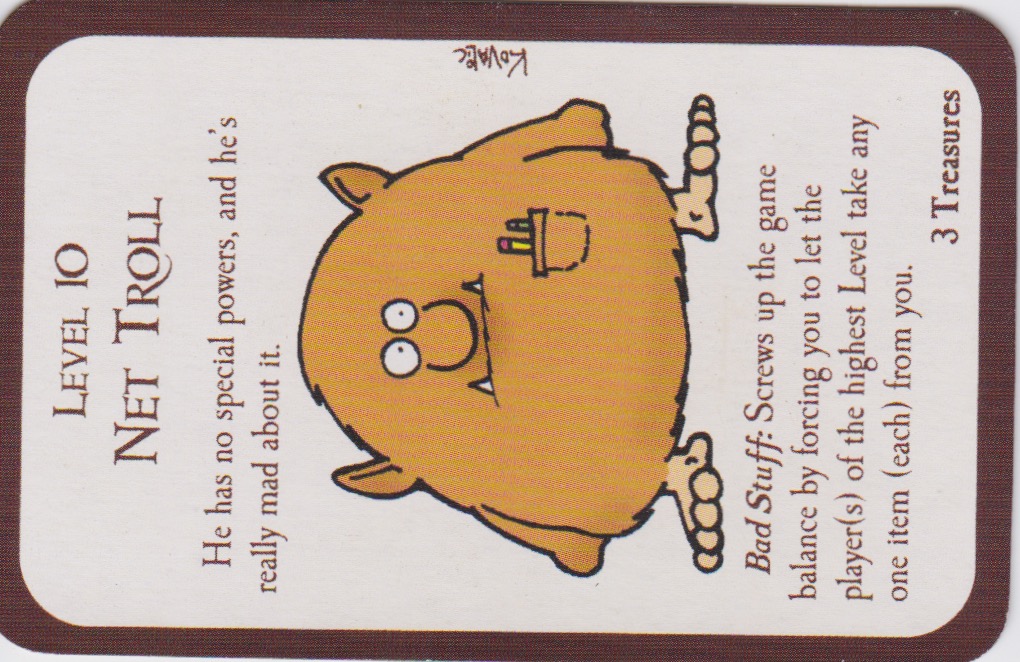 LEVEL 10
NET TROLL
He has no special powers, and he's
really mad about it.
KOVALIC
Bad Stuff: Screws up the game
balance by forcing you to let the
player(s) of the highest Level take any
one item (each) from you.
3 Treasures